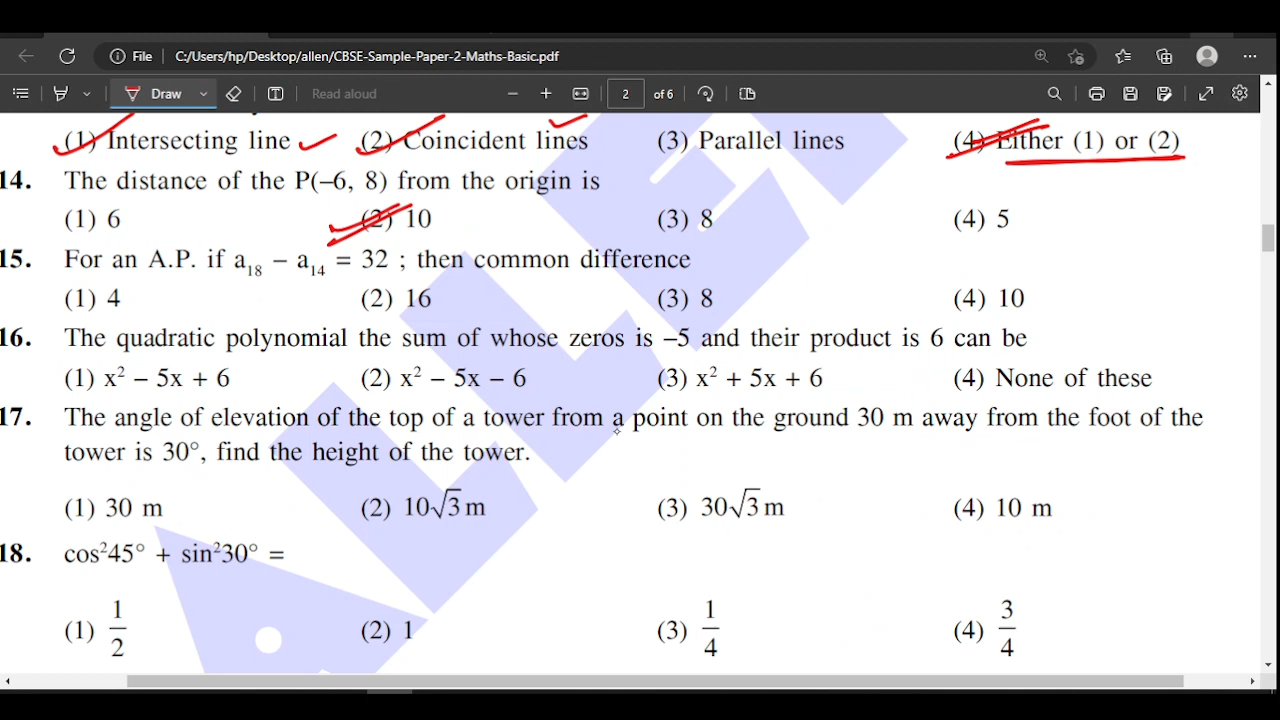 File C:/Users/hp/Desktop/allen/CBSE-Sample-Paper-2-Maths-Basic.pdf
Draw Read aloud 2 of 6
(1) Intersecting line (2) Coincident lines (3) Parallel lines (4) Either (1) or (2)
14. The distance of the P(–6, 8) from the origin is
(1) 6 (2) 10 (3) 8 (4) 5
15. For an A.P. if a₁₈ – a₁₄ = 32 ; then common difference
(1) 4 (2) 16 (3) 8 (4) 10
16. The quadratic polynomial the sum of whose zeros is –5 and their product is 6 can be
(1) x² – 5x + 6 (2) x² – 5x – 6 (3) x² + 5x + 6 (4) None of these
17. The angle of elevation of the top of a tower from a point on the ground 30 m away from the foot of the
tower is 30°, find the height of the tower.
(1) 30 m (2) 10√3 m (3) 30√3 m (4) 10 m
18. cos²45° + sin²30° =
(1) 1/2 (2) 1 (3) 1/4 (4) 3/4
ALLE